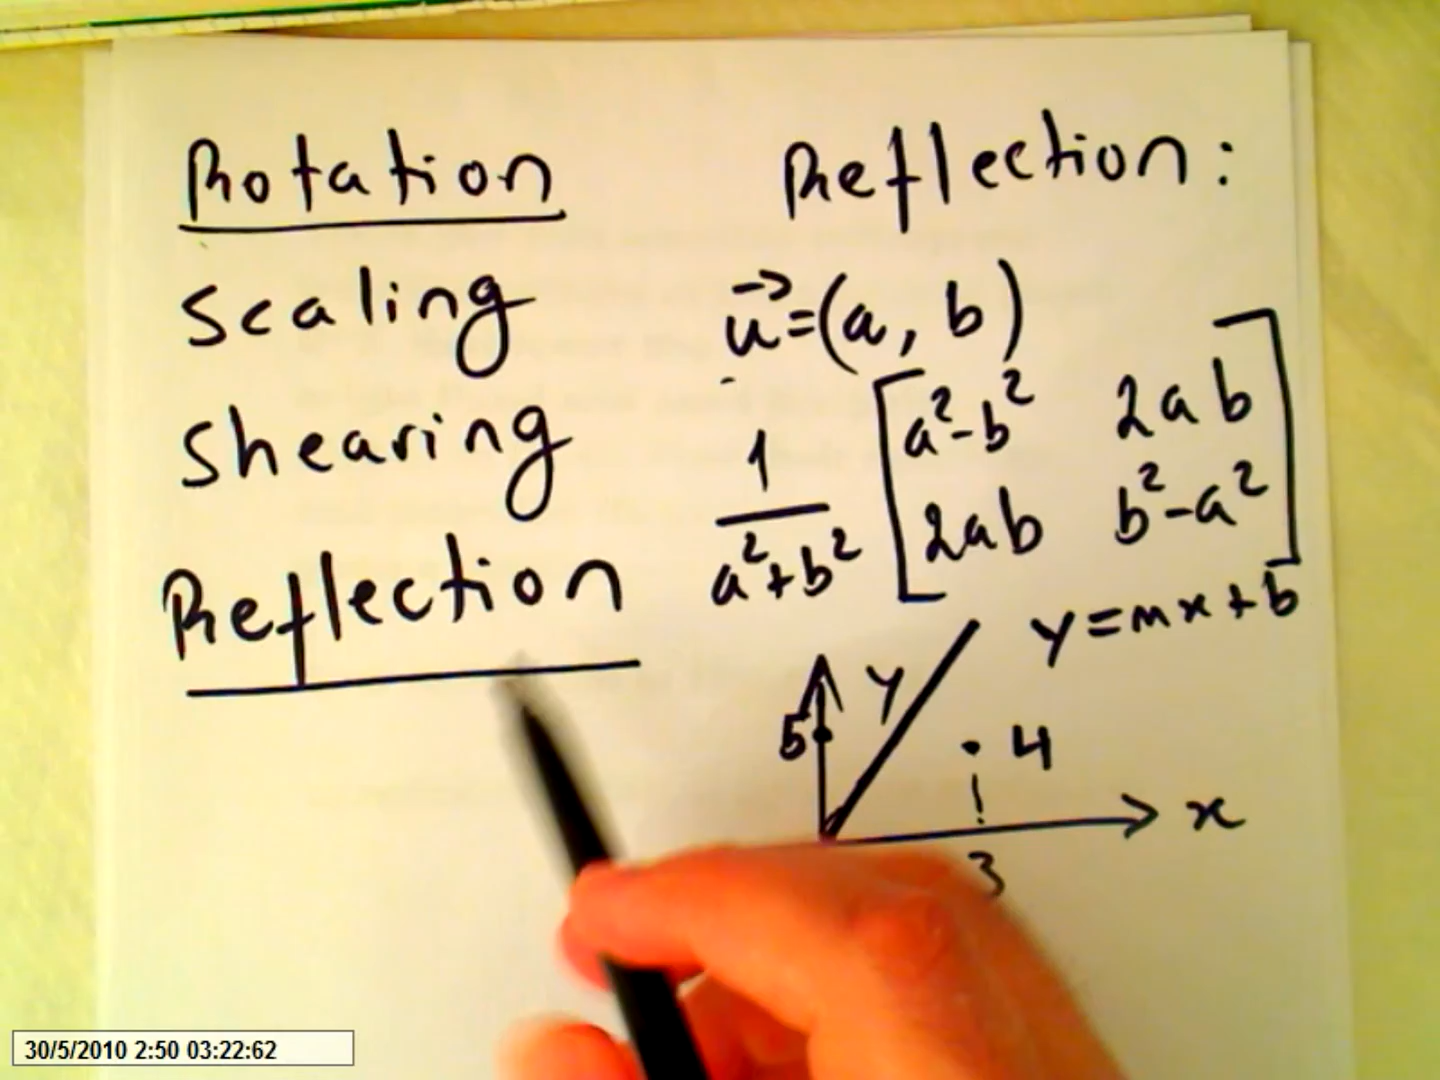 Rotation
Scaling
Shearing
Reflection
Reflection:
u⃗=(a, b)
1/(a²+b²) [a²-b² 2ab
2ab b²-a²]
y=mx+b
y
5
4
x
3
30/5/2010 2:50 03:22:62